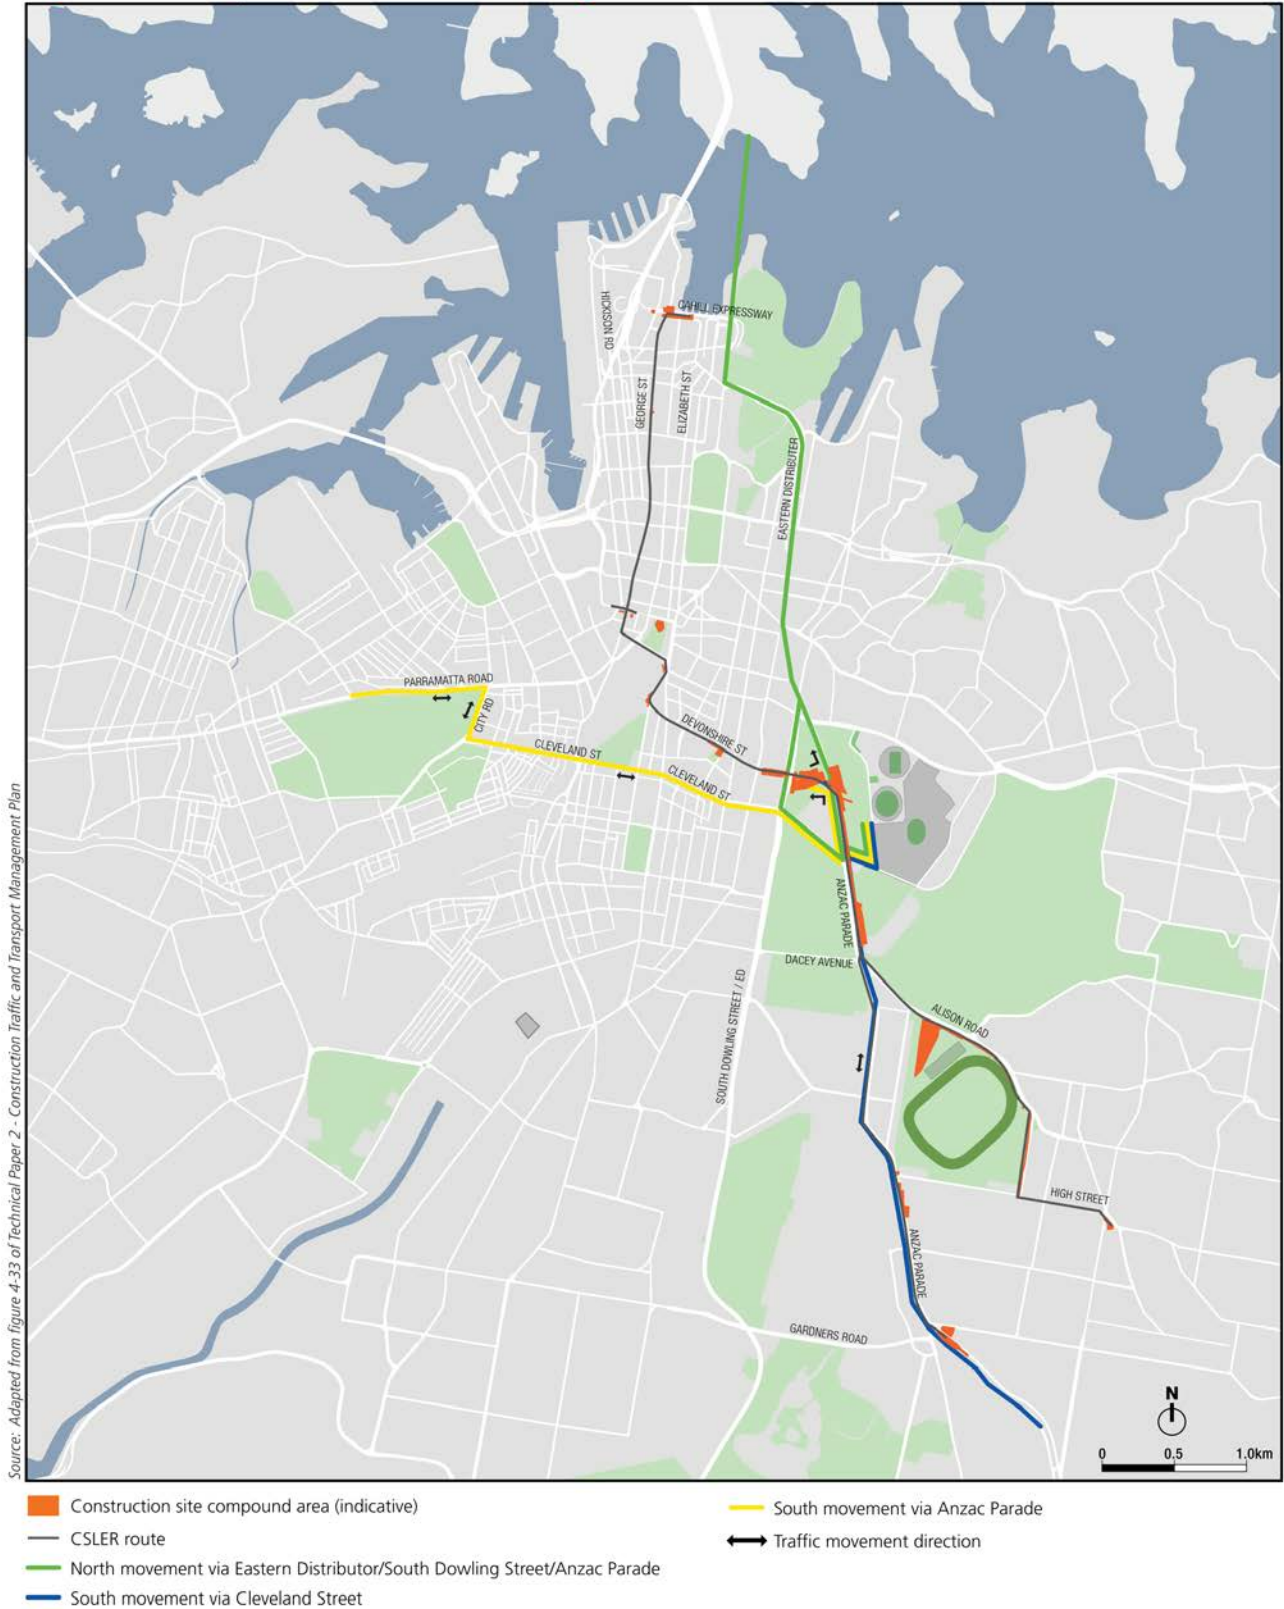 CAHILL EXPRESSWAY
HICKSON RD
GEORGE ST
ELIZABETH ST
EASTERN DISTRIBUTER
PARRAMATTA ROAD
CITY RD
CLEVELAND ST
DEVONSHIRE ST
CLEVELAND ST
ANZAC PARADE
DACEY AVENUE
SOUTH DOWLING STREET / ED
ALISON ROAD
HIGH STREET
ANZAC PARADE
GARDNERS ROAD
N
0 0.5 1.0km
Source: Adapted from figure 4-33 of Technical Paper 2 - Construction Traffic and Transport Management Plan
Construction site compound area (indicative)
CSLER route
North movement via Eastern Distributor/South Dowling Street/Anzac Parade
South movement via Cleveland Street
South movement via Anzac Parade
Traffic movement direction